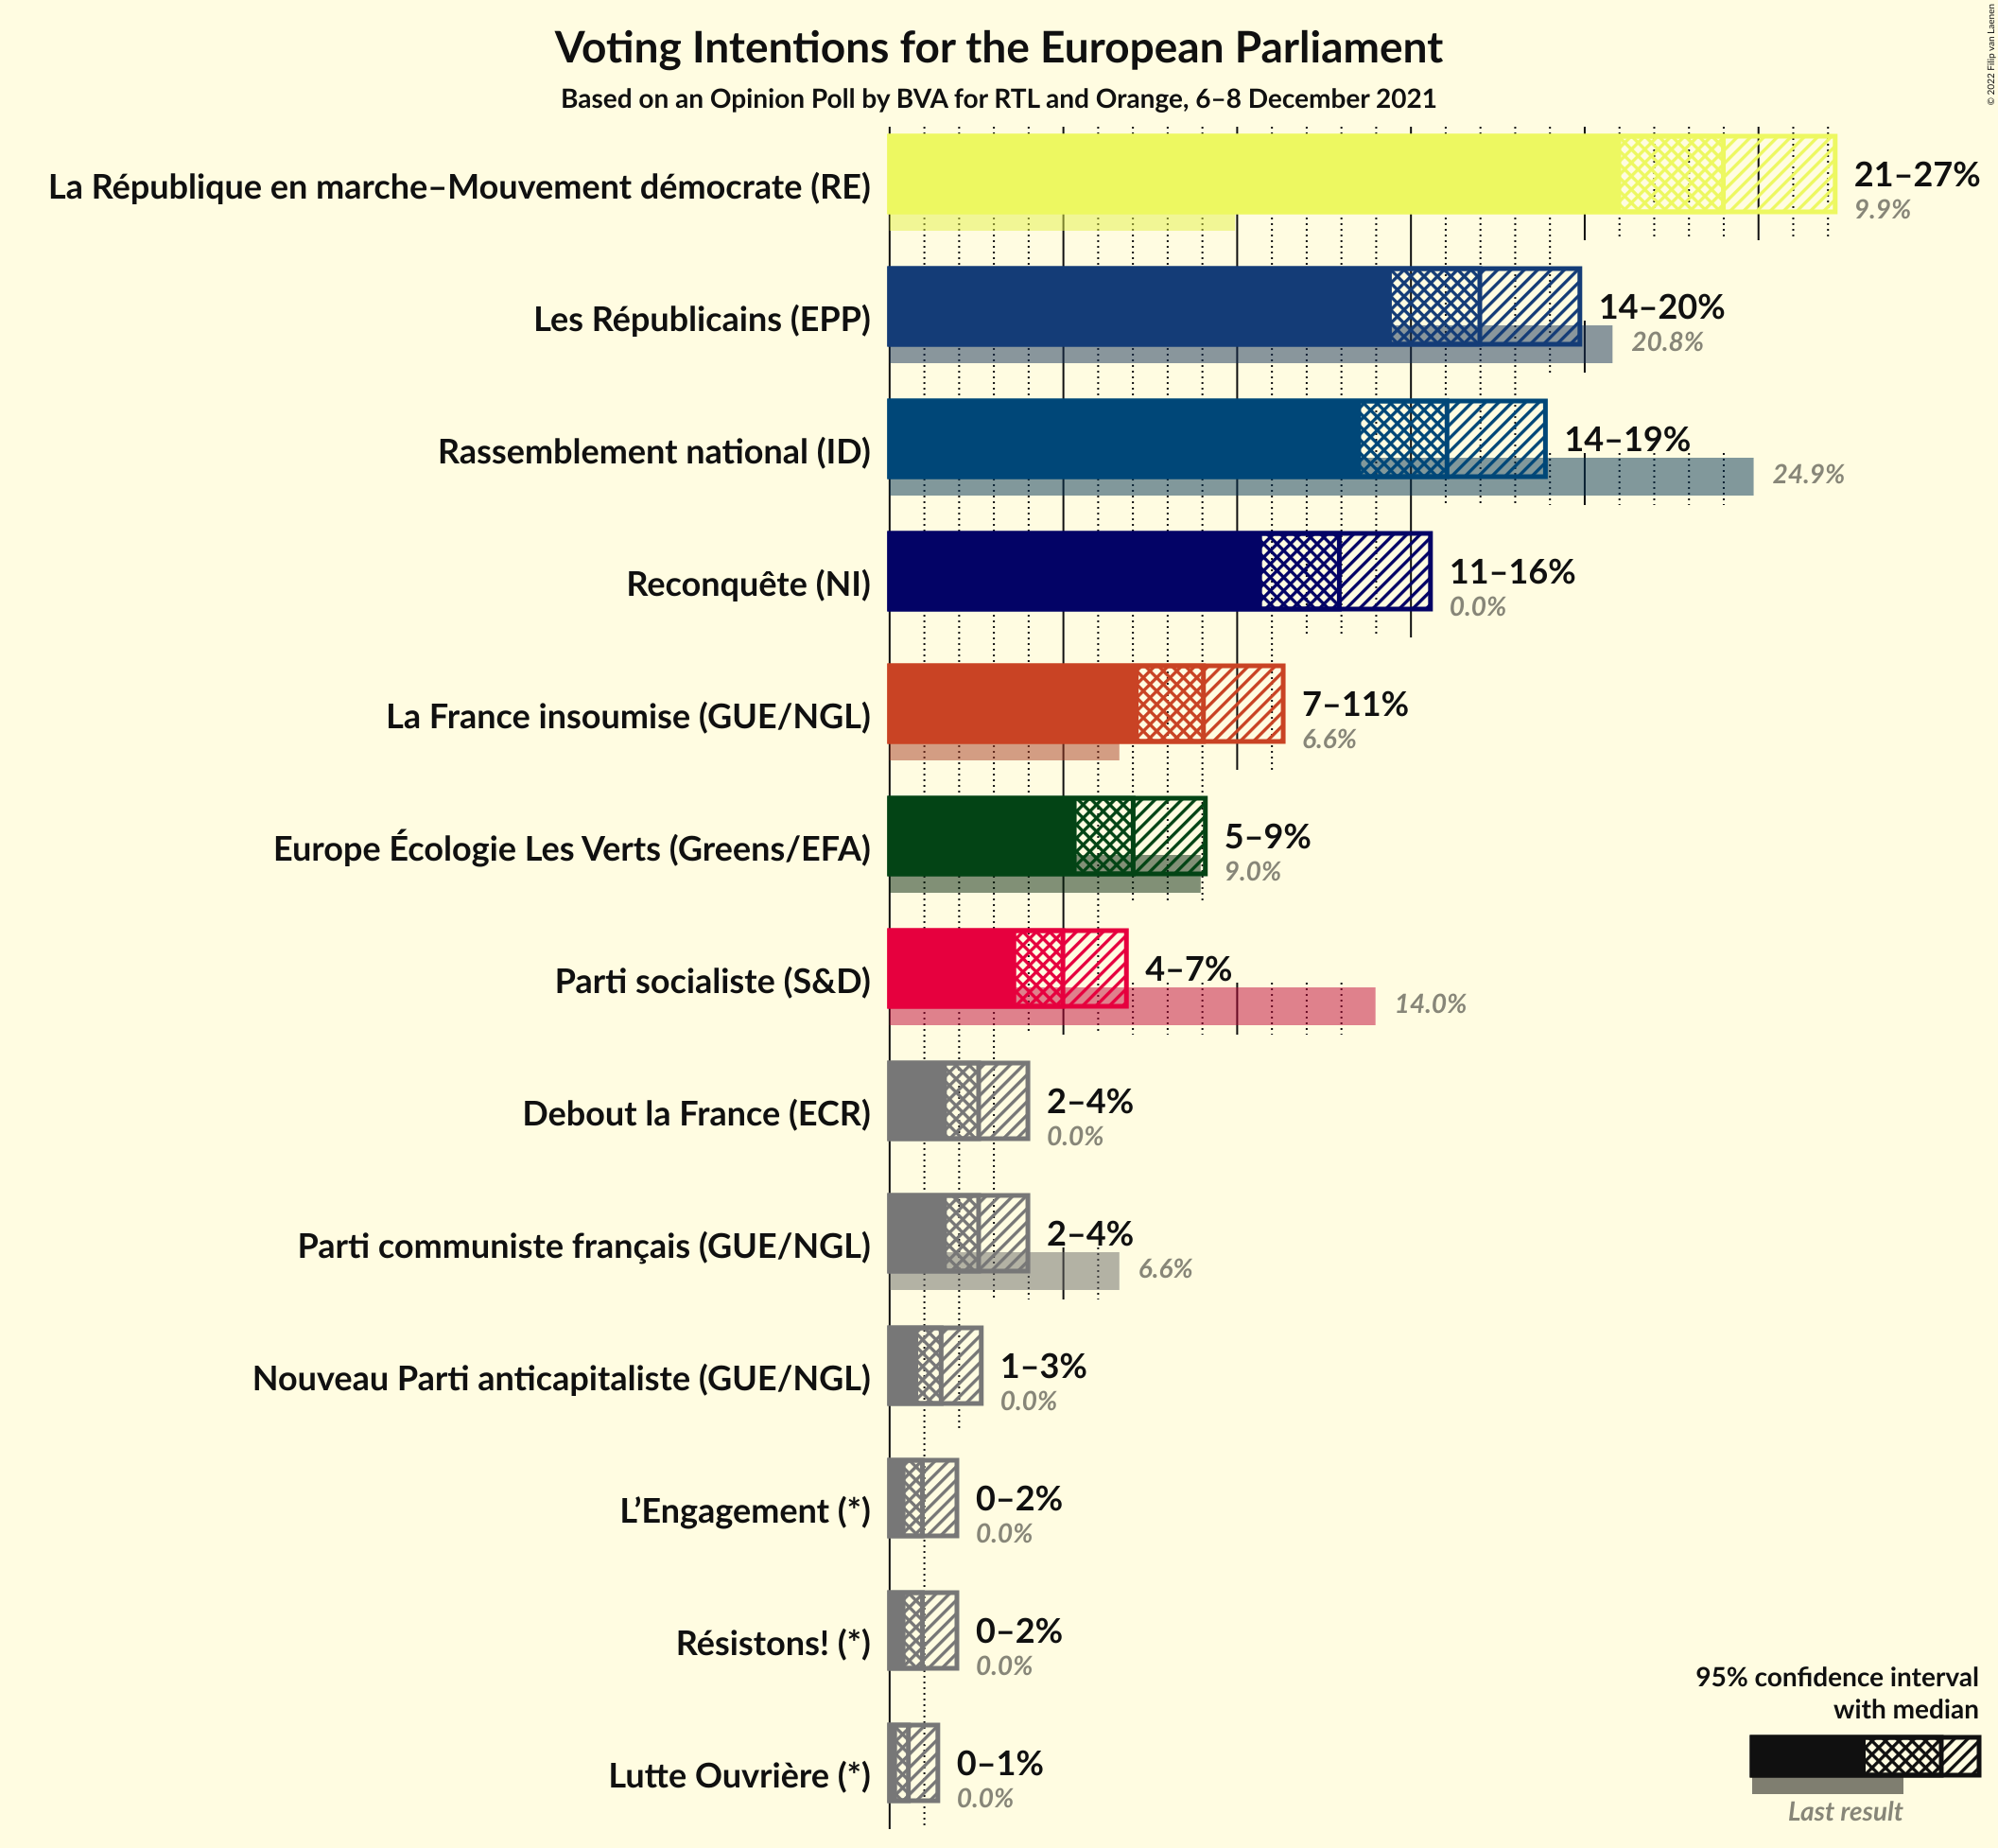 Voting Intentions for the European Parliament
Based on an Opinion Poll by BVA for RTL and Orange, 6–8 December 2021
© 2022 Filip van Laenen
La République en marche–Mouvement démocrate (RE)
21–27%
9.9%
Les Républicains (EPP)
14–20%
20.8%
Rassemblement national (ID)
14–19%
24.9%
Reconquête (NI)
11–16%
0.0%
La France insoumise (GUE/NGL)
7–11%
6.6%
Europe Écologie Les Verts (Greens/EFA)
5–9%
9.0%
Parti socialiste (S&D)
4–7%
14.0%
Debout la France (ECR)
2–4%
0.0%
Parti communiste français (GUE/NGL)
2–4%
6.6%
Nouveau Parti anticapitaliste (GUE/NGL)
1–3%
0.0%
L’Engagement (*)
0–2%
0.0%
Résistons! (*)
0–2%
0.0%
Lutte Ouvrière (*)
0–1%
0.0%
95% confidence interval
with median
Last result